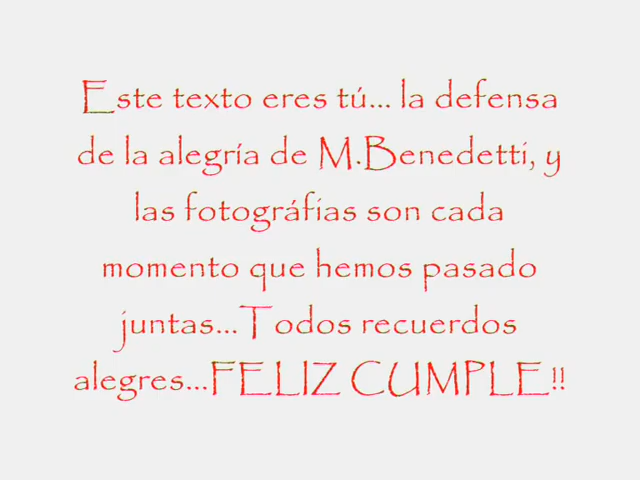 Este texto eres tú... la defensa
de la alegría de M.Benedetti, y
las fotográfias son cada
momento que hemos pasado
juntas... Todos recuerdos
alegres...FELIZ CUMPLE!!